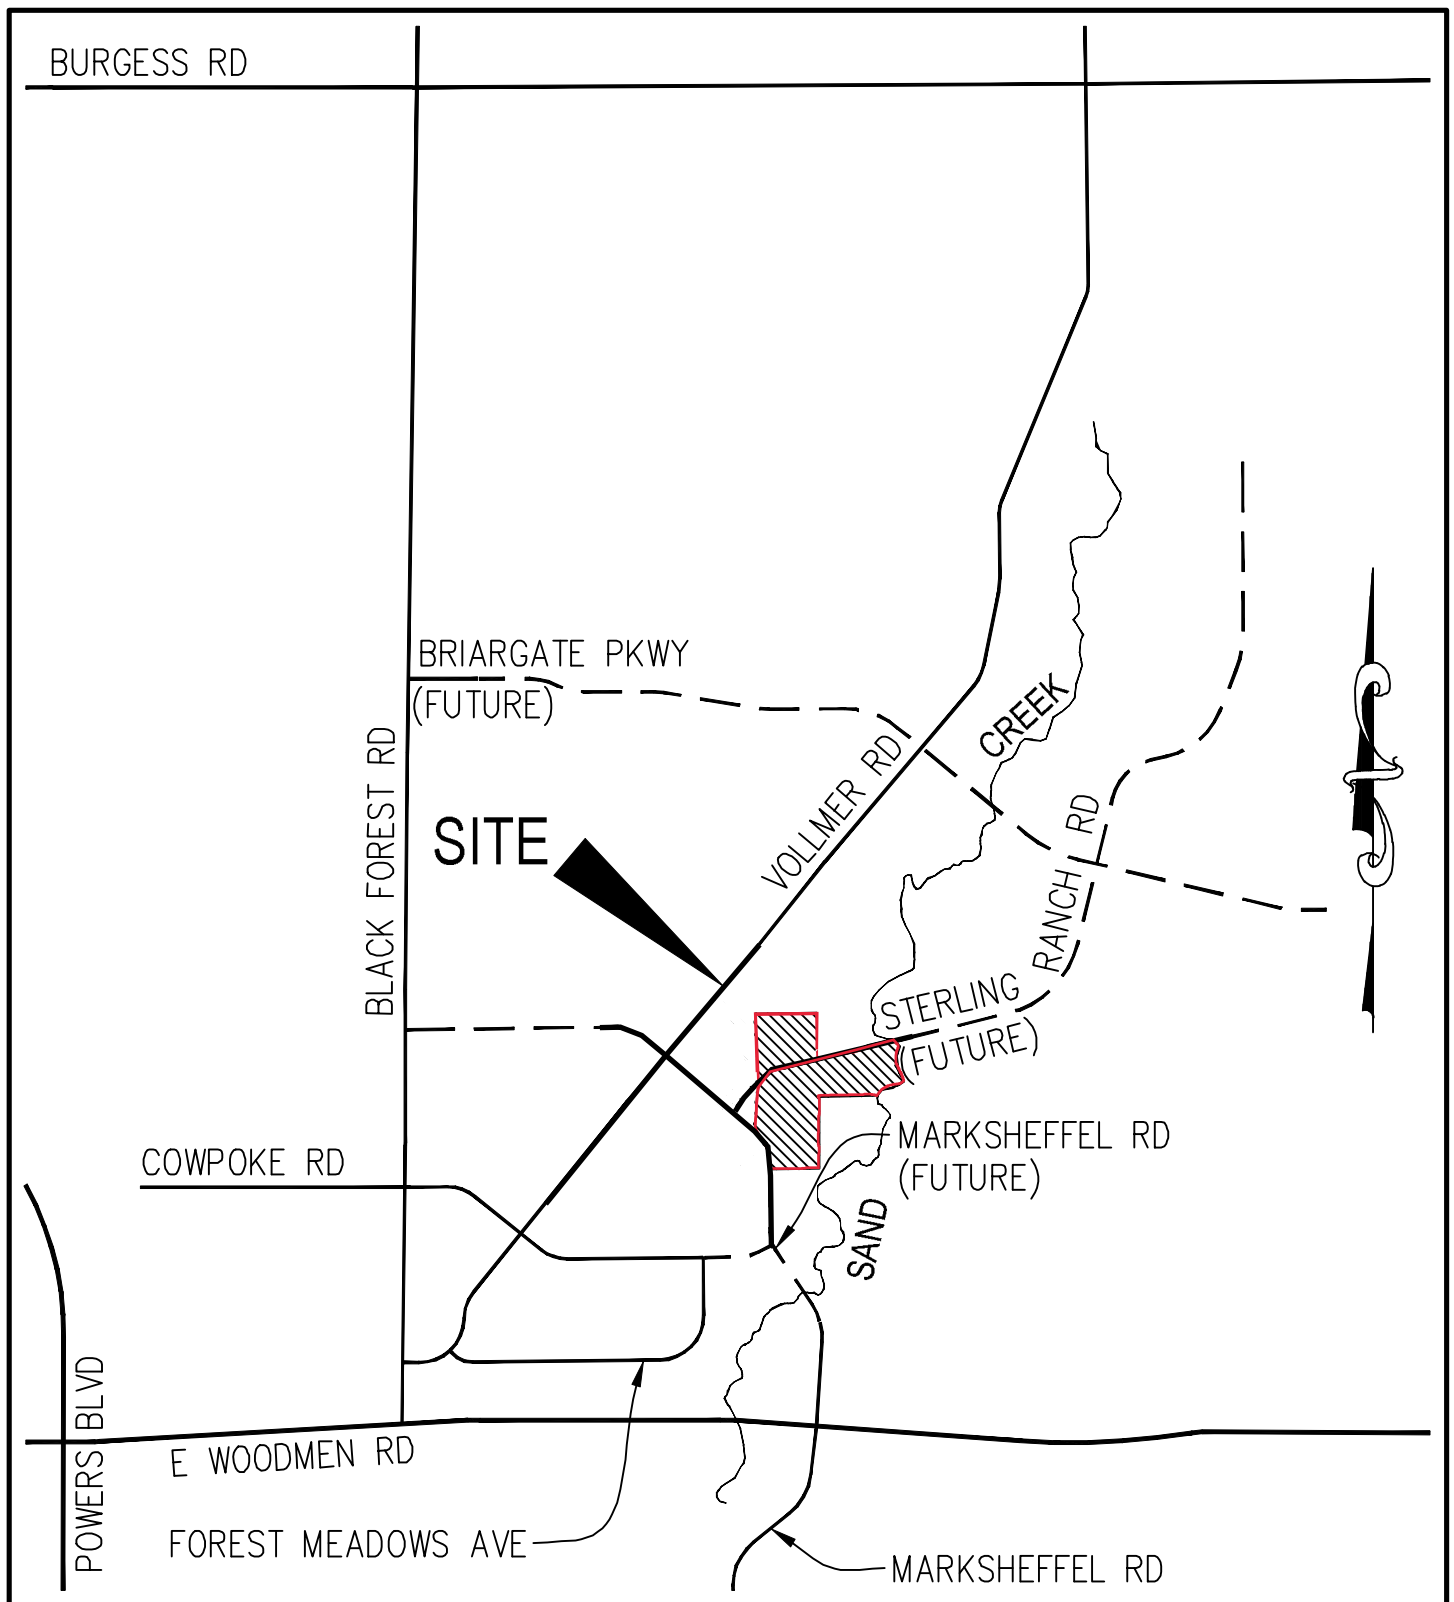 BURGESS RD
BRIARGATE PKWY
(FUTURE)
CREEK
VOLLMER RD
BLACK FOREST RD
SITE
RANCH RD
STERLING
(FUTURE)
MARKSHEFFEL RD
(FUTURE)
COWPOKE RD
SAND
POWERS BLVD
E WOODMEN RD
FOREST MEADOWS AVE
MARKSHEFFEL RD